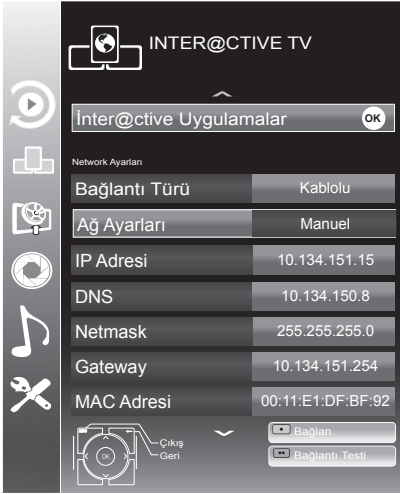 INTER@CTIVE TV
İnter@ctive Uygulamalar OK
Network Ayarları
Bağlantı Türü Kablolu
Ağ Ayarları Manuel
IP Adresi 10.134.151.15
DNS 10.134.150.8
Netmask 255.255.255.0
Gateway 10.134.151.254
MAC Adresi 00:11:E1:DF:BF:92
OK
Çıkış
Geri
Bağlan
Bağlantı Testi